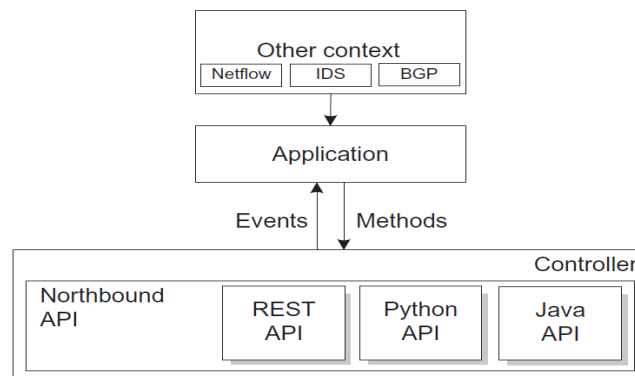 Other context
Netflow IDS BGP
Application
Events Methods
Controller
Northbound
API
REST
API
Python
API
Java
API